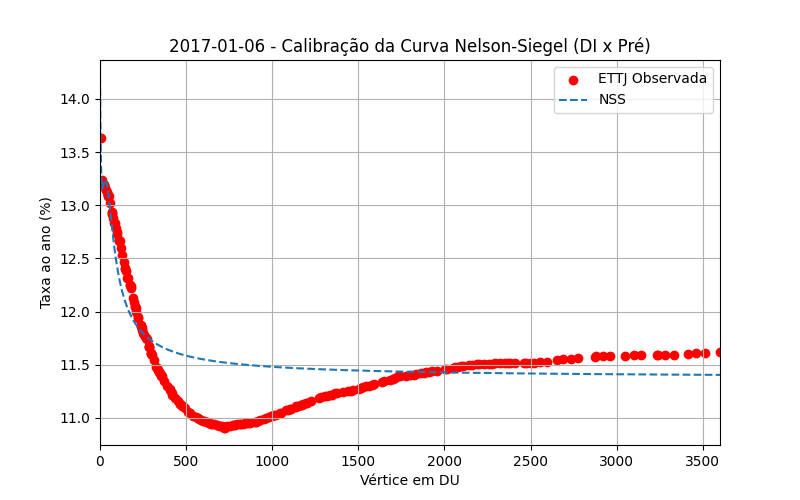 2017-01-06 - Calibração da Curva Nelson-Siegel (DI x Pré)
ETTJ Observada
NSS
Taxa ao ano (%)
14.0
13.5
13.0
12.5
12.0
11.5
11.0
0 500 1000 1500 2000 2500 3000 3500
Vértice em DU